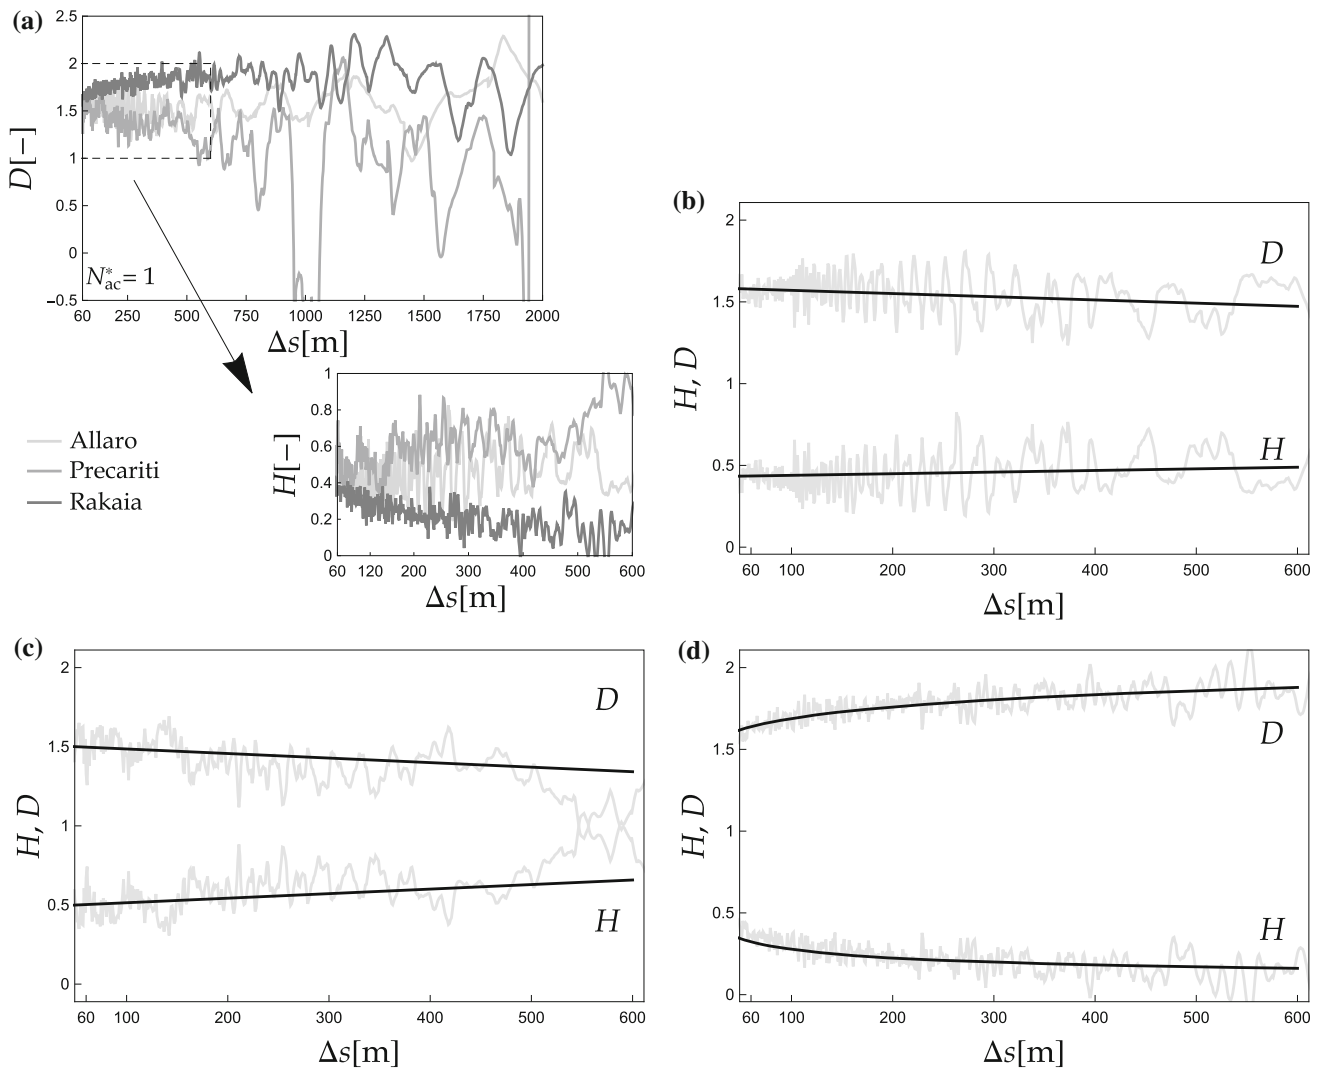 (a)
2.5
2
1.5
1
0.5
0
−0.5
D[−]
N*ac = 1
60 250 500 750 1000 1250 1500 1750 2000
Δs[m]
Allaro
Precariti
Rakaia
1
0.8
0.6
0.4
0.2
0
H[−]
60 120 200 300 400 500 600
Δs[m]
(b)
2
1.5
1
0.5
0
H, D
D
H
60 100 200 300 400 500 600
Δs[m]
(c)
2
1.5
1
0.5
0
H, D
D
H
60 100 200 300 400 500 600
Δs[m]
(d)
2
1.5
1
0.5
0
H, D
D
H
60 100 200 300 400 500 600
Δs[m]